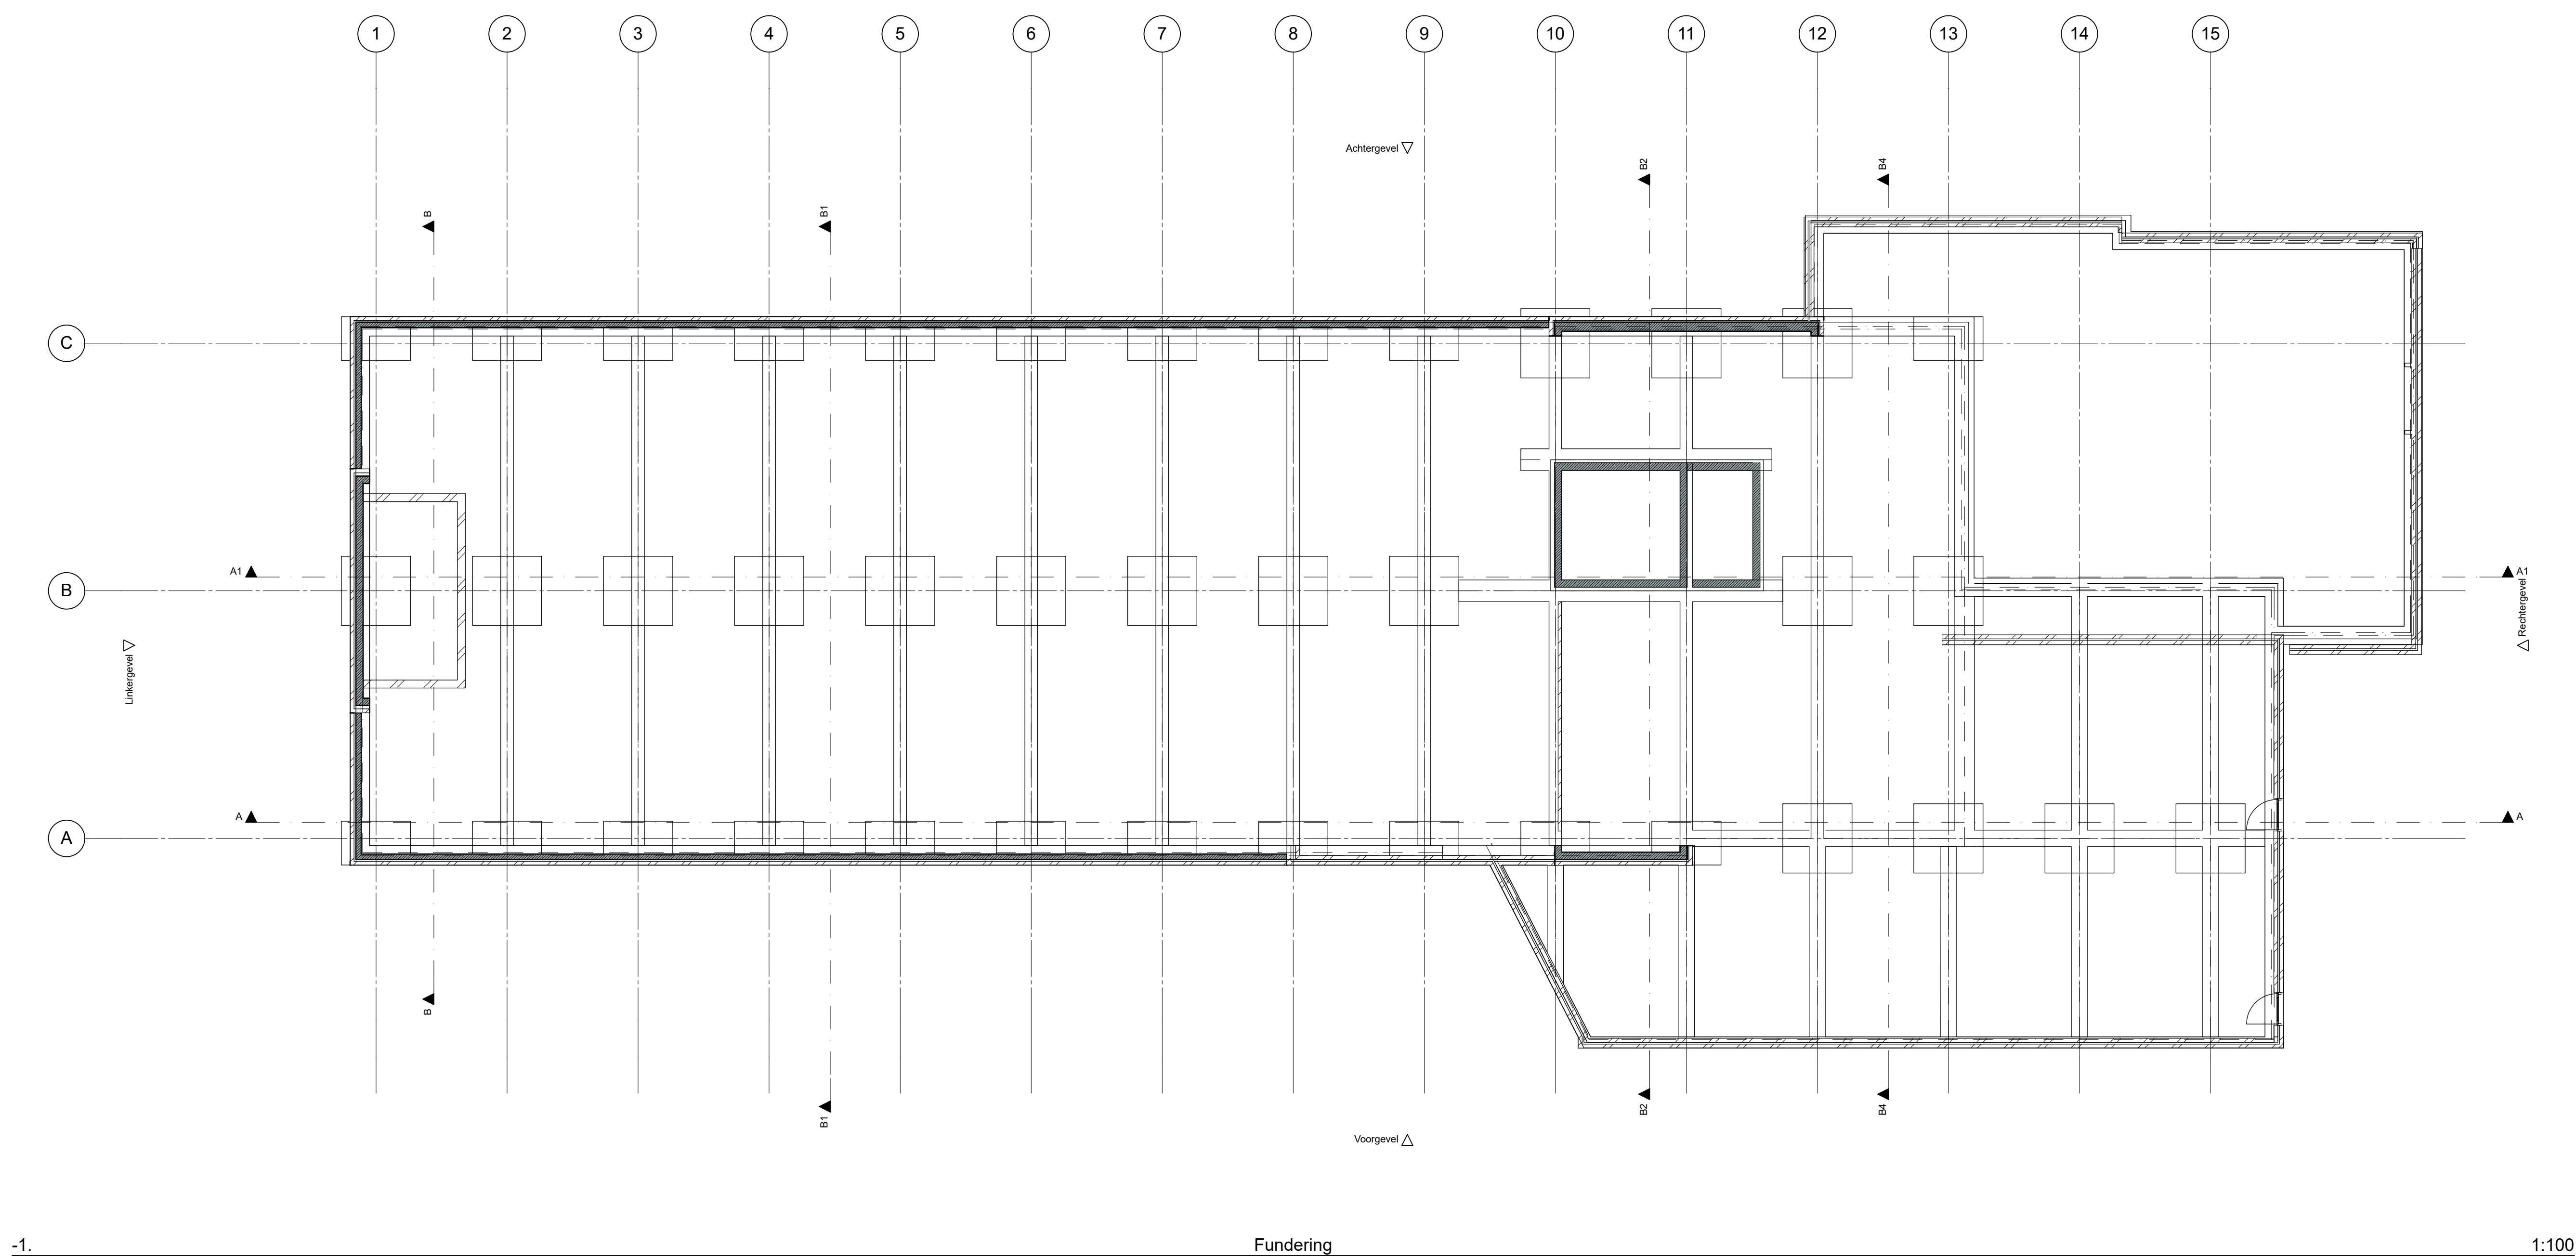 1 2 3 4 5 6 7 8 9 10 11 12 13 14 15
Achtergevel
B2
B4
B
B1
C
A1
A1
B
Rechtergevel
Linkergevel
A
A
A
B
B1
B2
B4
Voorgevel
-1. Fundering 1:100